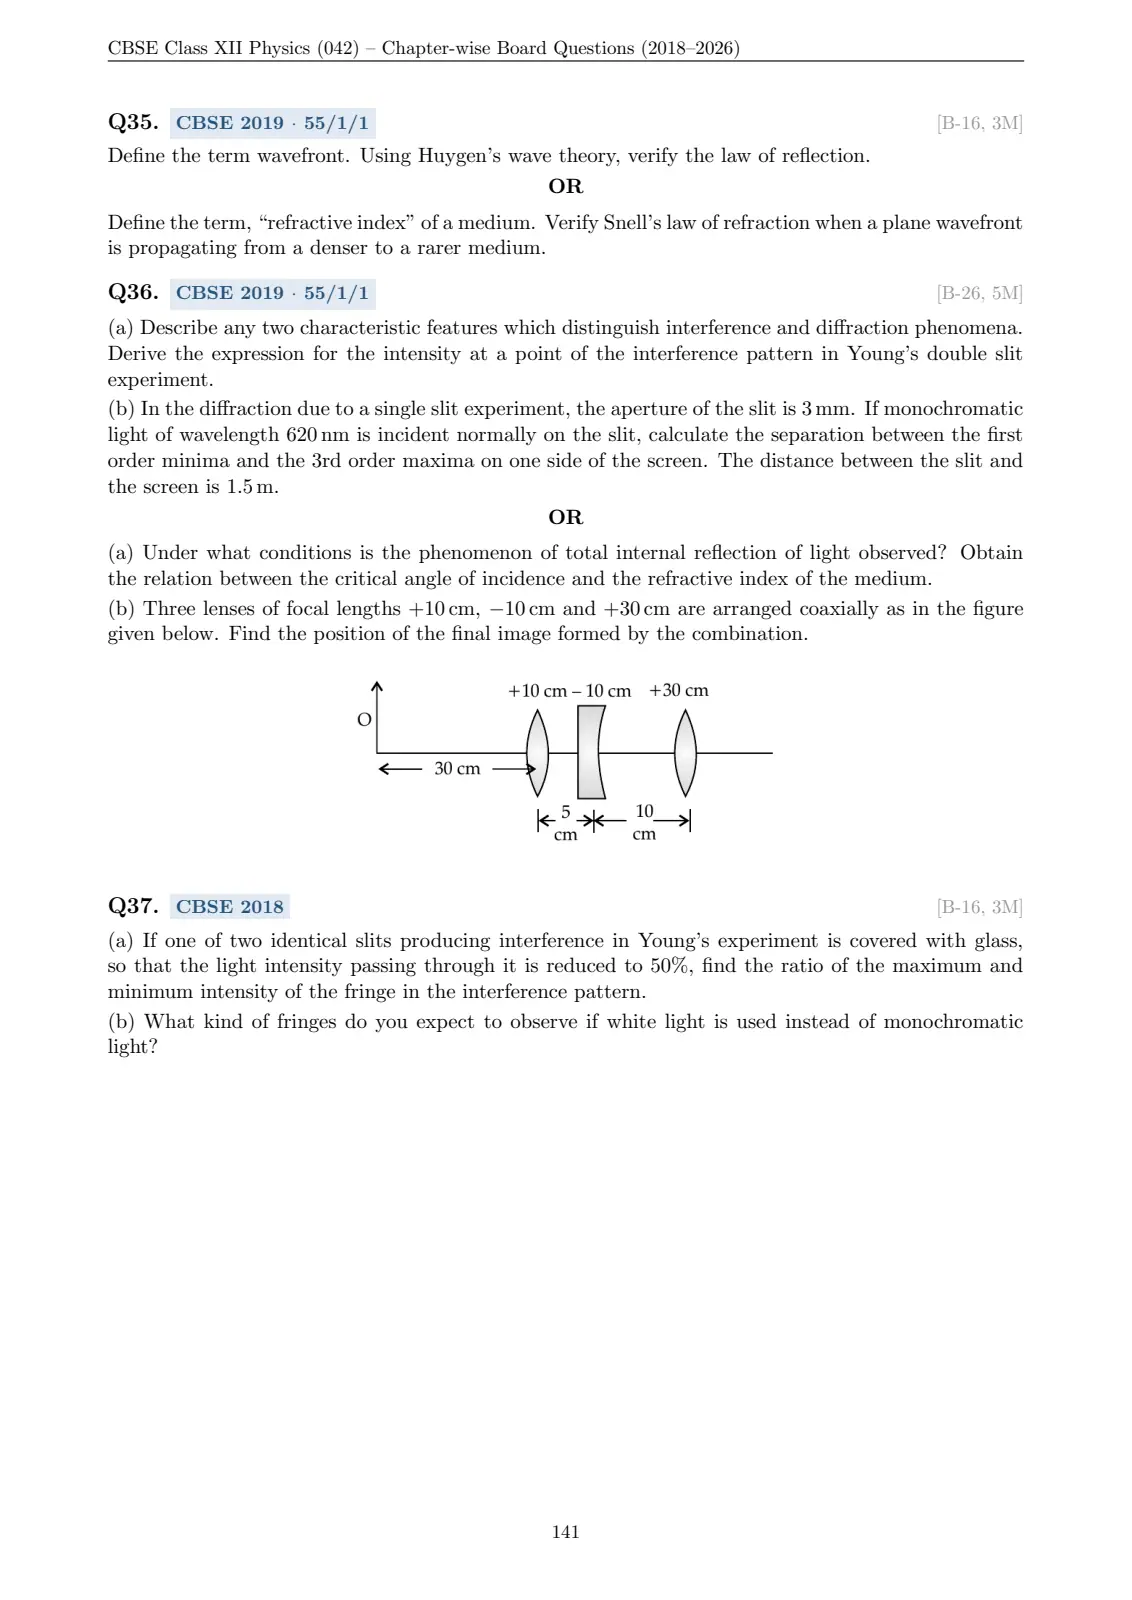 CBSE Class XII Physics (042) – Chapter-wise Board Questions (2018–2026)
Q35. CBSE 2019 · 55/1/1 [B-16, 3M]
Define the term wavefront. Using Huygen's wave theory, verify the law of reflection.
OR
Define the term, “refractive index” of a medium. Verify Snell's law of refraction when a plane wavefront
is propagating from a denser to a rarer medium.
Q36. CBSE 2019 · 55/1/1 [B-26, 5M]
(a) Describe any two characteristic features which distinguish interference and diffraction phenomena.
Derive the expression for the intensity at a point of the interference pattern in Young's double slit
experiment.
(b) In the diffraction due to a single slit experiment, the aperture of the slit is 3 mm. If monochromatic
light of wavelength 620 nm is incident normally on the slit, calculate the separation between the first
order minima and the 3rd order maxima on one side of the screen. The distance between the slit and
the screen is 1.5 m.
OR
(a) Under what conditions is the phenomenon of total internal reflection of light observed? Obtain
the relation between the critical angle of incidence and the refractive index of the medium.
(b) Three lenses of focal lengths +10 cm, −10 cm and +30 cm are arranged coaxially as in the figure
given below. Find the position of the final image formed by the combination.
+10 cm – 10 cm +30 cm
O
30 cm
5 10
cm cm
Q37. CBSE 2018 [B-16, 3M]
(a) If one of two identical slits producing interference in Young's experiment is covered with glass,
so that the light intensity passing through it is reduced to 50%, find the ratio of the maximum and
minimum intensity of the fringe in the interference pattern.
(b) What kind of fringes do you expect to observe if white light is used instead of monochromatic
light?
141